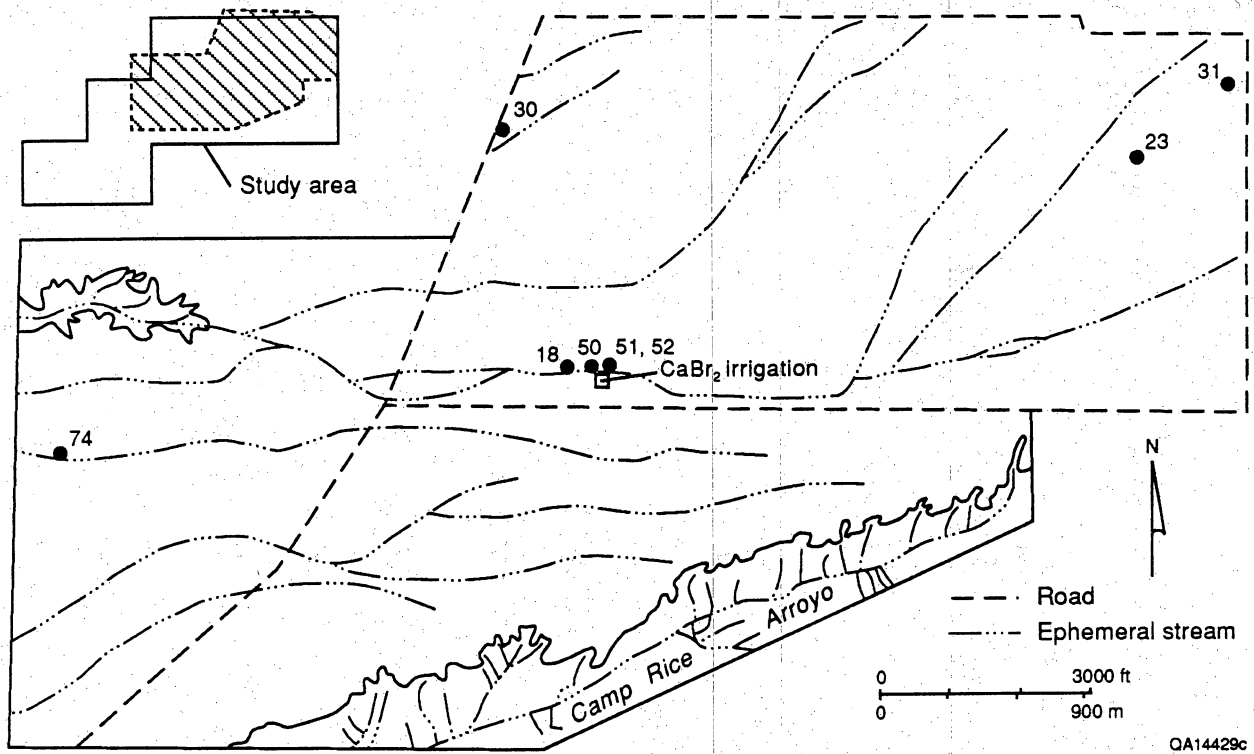 31
30
23
Study area
18
50
51, 52
CaBr₂ irrigation
74
N
Road
Ephemeral stream
Camp Rice Arroyo
0 3000 ft
0 900 m
QA14429c